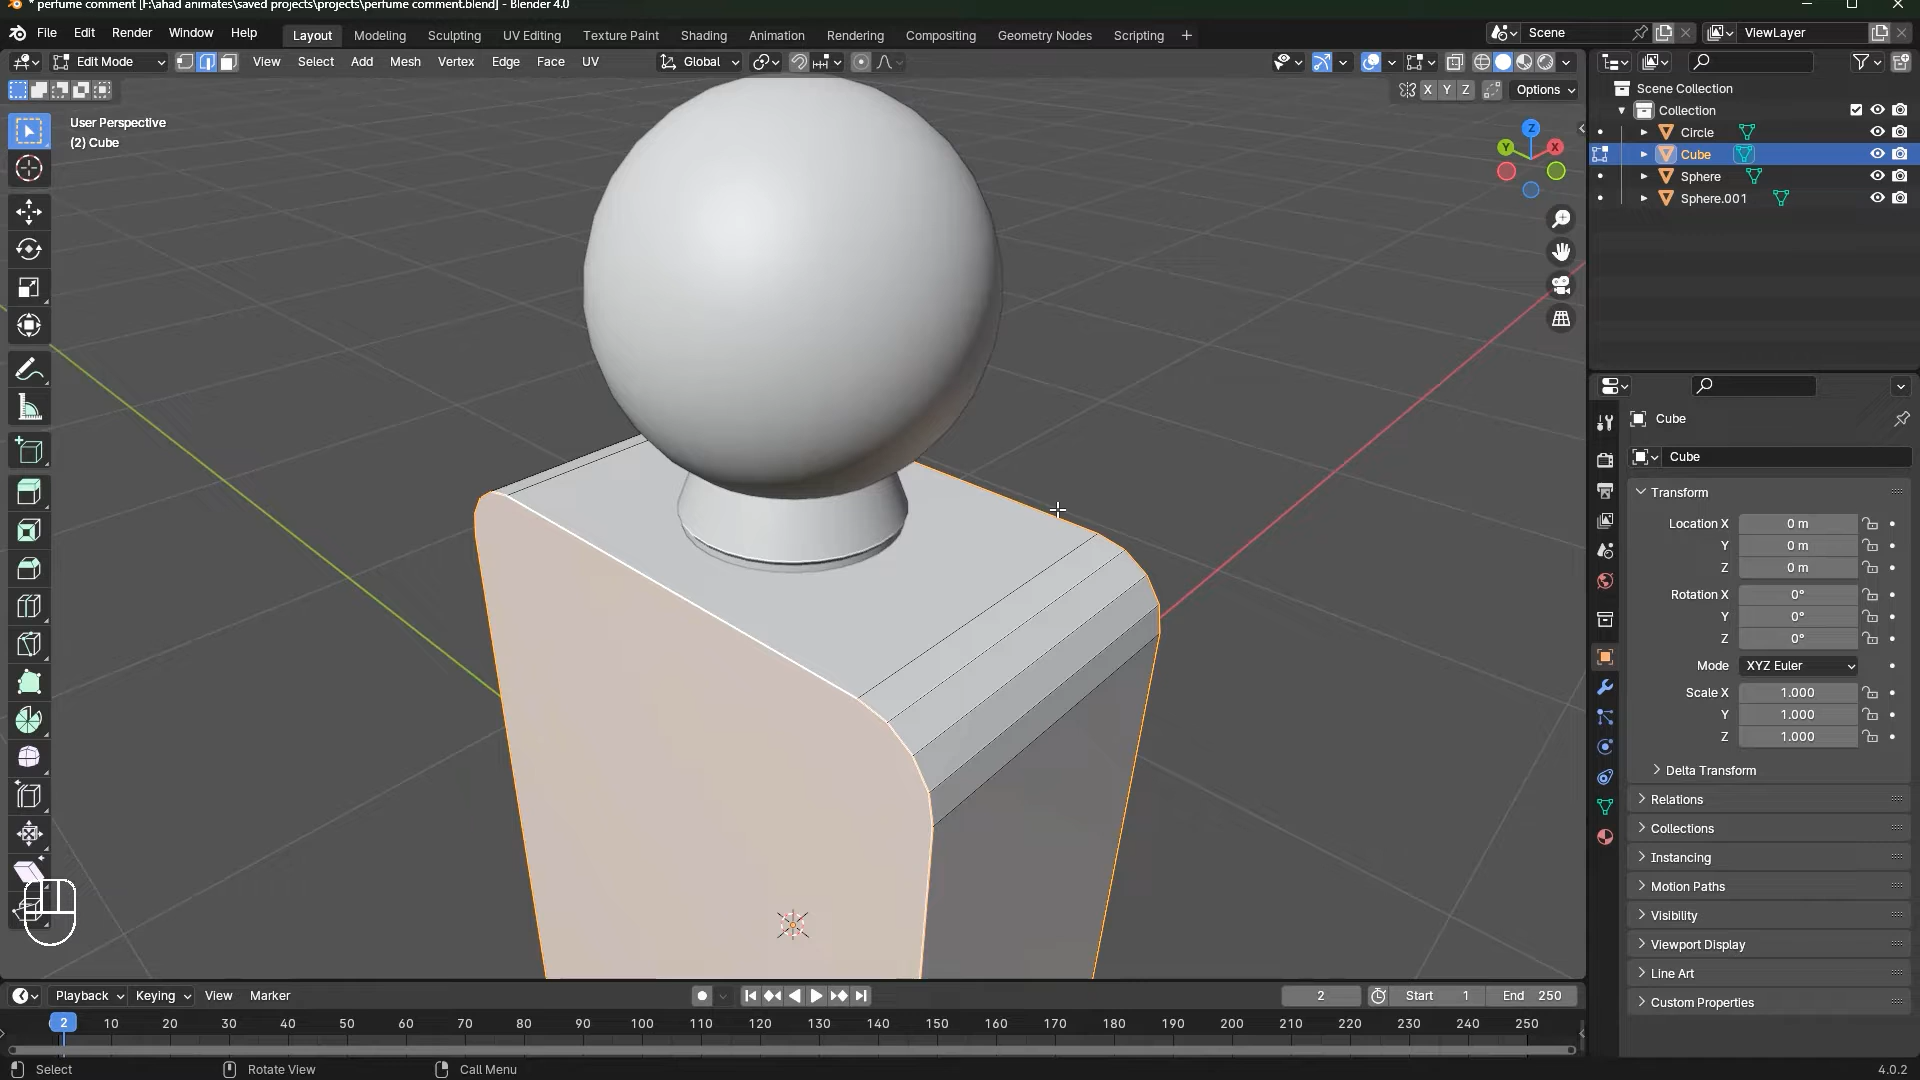 * perfume comment [F:\ahad animates\saved projects\projects\perfume comment.blend] - Blender 4.0
File Edit Render Window Help Layout Modeling Sculpting UV Editing Texture Paint Shading Animation Rendering Compositing Geometry Nodes Scripting + Scene ViewLayer
Edit Mode View Select Add Mesh Vertex Edge Face UV Global
X Y Z Options
User Perspective
(2) Cube
Z
Y X
Scene Collection
Collection
Circle
Cube
Sphere
Sphere.001
Cube
Cube
Transform
Location X 0 m
Y 0 m
Z 0 m
Rotation X 0°
Y 0°
Z 0°
Mode XYZ Euler
Scale X 1.000
Y 1.000
Z 1.000
Delta Transform
Relations
Collections
Instancing
Motion Paths
Visibility
Viewport Display
Line Art
Custom Properties
Playback Keying View Marker 2 Start 1 End 250
2 10 20 30 40 50 60 70 80 90 100 110 120 130 140 150 160 170 180 190 200 210 220 230 240 250
Select Rotate View Call Menu 4.0.2